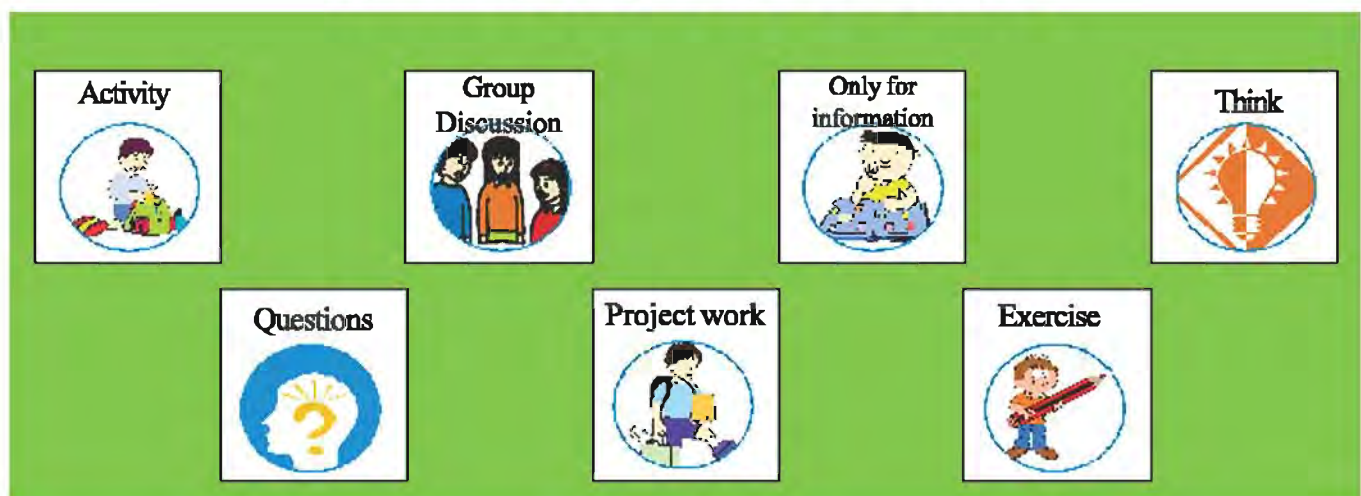 Activity
Group
Discussion
Only for
information
Think
Questions
?
Project work
Exercise